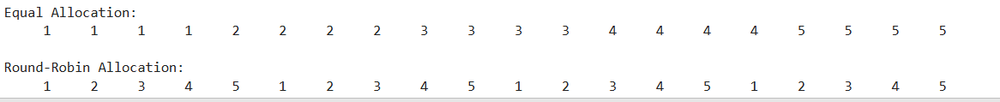 Equal Allocation:
1 1 1 1 2 2 2 2 3 3 3 3 4 4 4 4 5 5 5 5
Round-Robin Allocation:
1 2 3 4 5 1 2 3 4 5 1 2 3 4 5 1 2 3 4 5